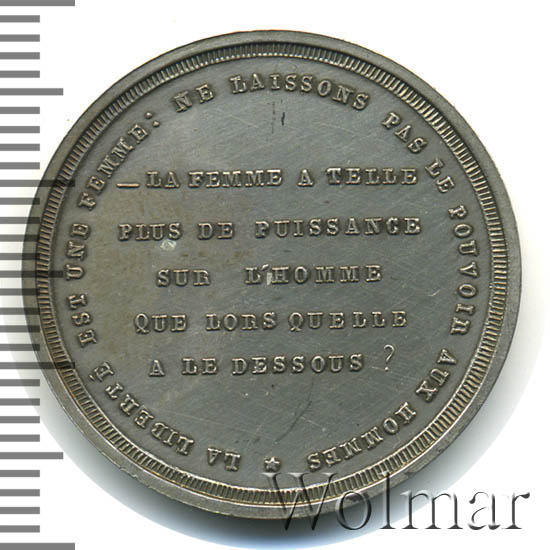 LA LIBERTÉ EST UNE FEMME: NE LAISSONS PAS LE POUVOIR AUX HOMMES
— LA FEMME A TELLE
PLUS DE PUISSANCE
SUR L'HOMME
QUE LORS QUELLE
A LE DESSOUS ?
Wolmar